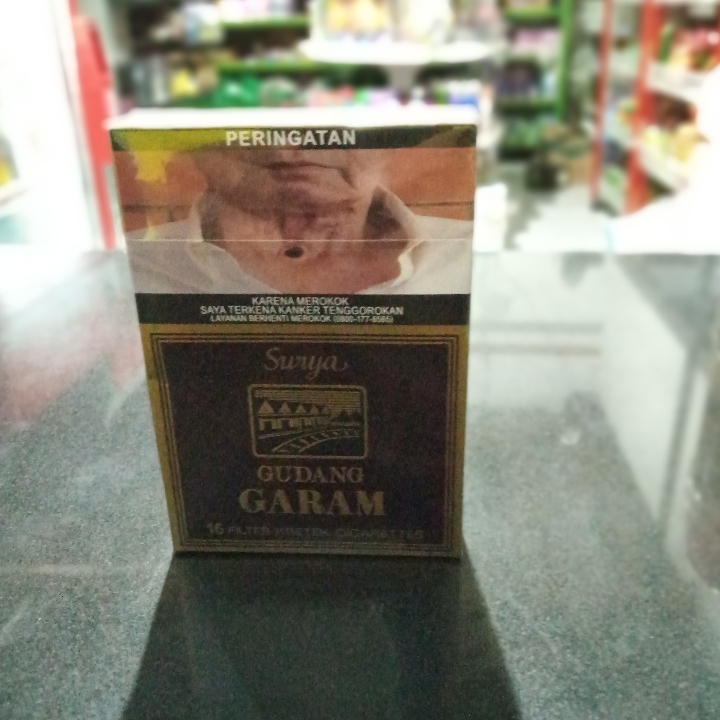 PERINGATAN
KARENA MEROKOK
SAYA TERKENA KANKER TENGGOROKAN
LAYANAN BERHENTI MEROKOK (0800-177-6565)
Surya
GUDANG
GARAM
16 FILTER KRETEK CIGARETTES